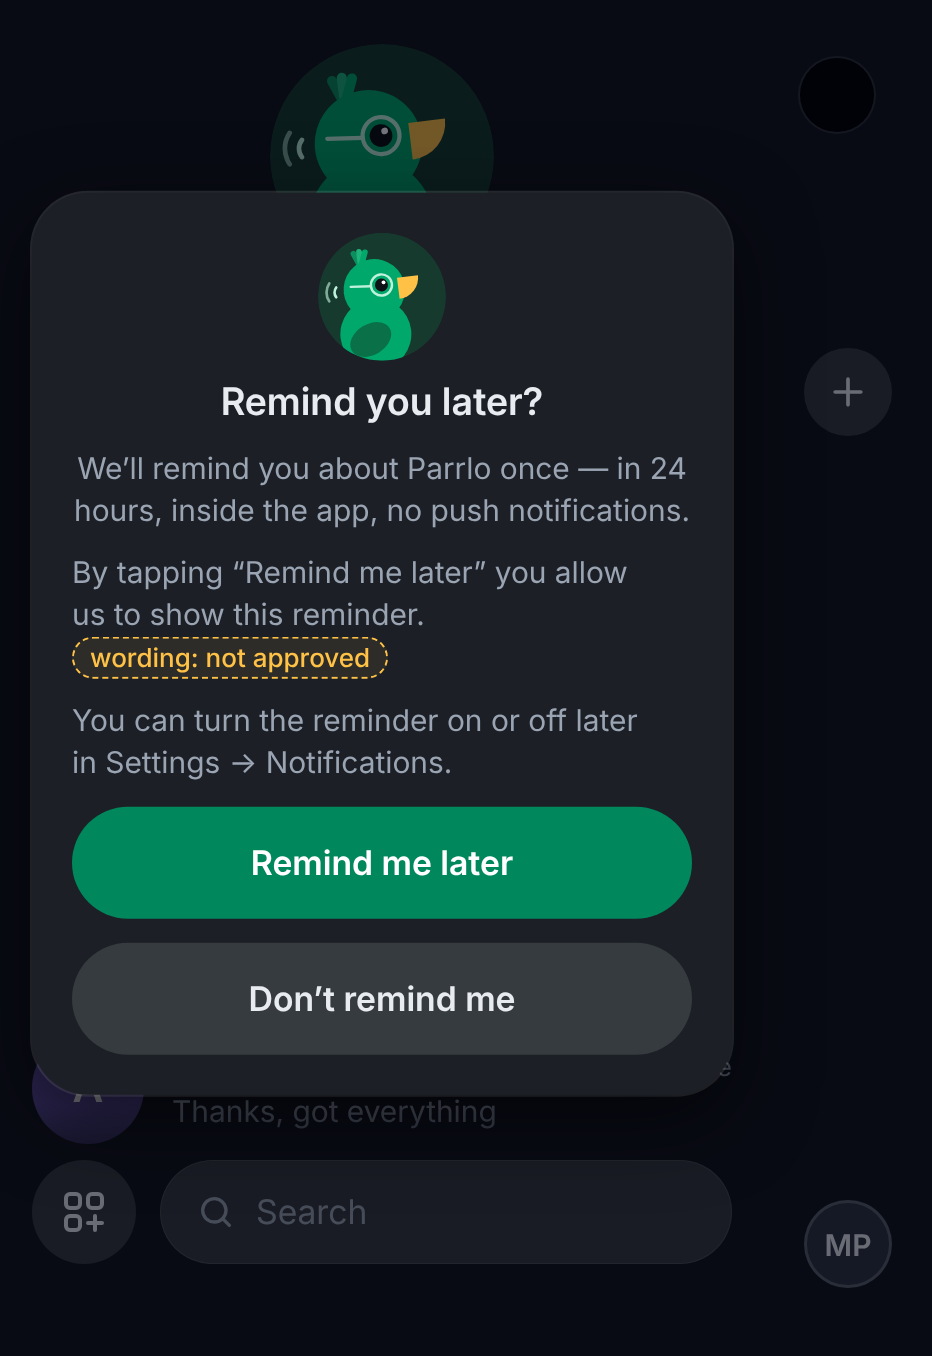 Remind you later?
We’ll remind you about Parrlo once — in 24
hours, inside the app, no push notifications.
By tapping “Remind me later” you allow
us to show this reminder.
wording: not approved
You can turn the reminder on or off later
in Settings → Notifications.
Remind me later
Don’t remind me
Thanks, got everything
Search
MP